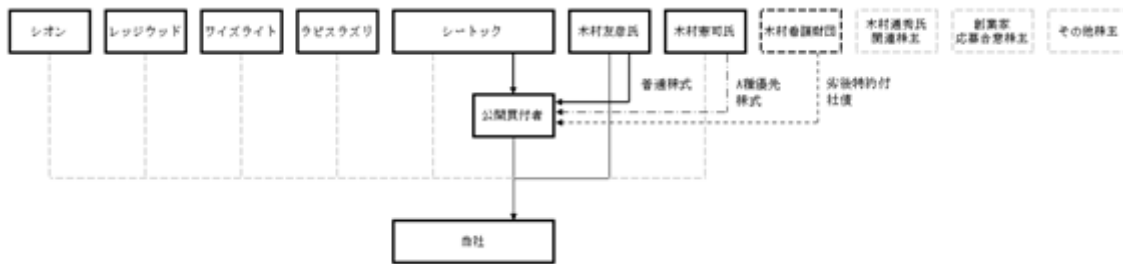 シオン
レッジウッド
ワイズライト
ラピスラズリ
シートック
木村友彦氏
木村憲司氏
木村看護財団
木村通秀氏
関連株主
創業家
応募合意株主
その他株主
普通株式
A種優先
株式
劣後特約付
社債
公開買付者
当社